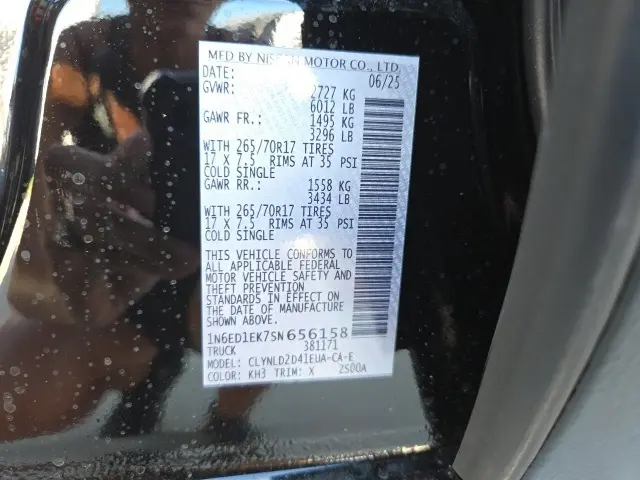 MFD BY NISSAN MOTOR CO., LTD
DATE: 06/25
GVWR: 2727 KG
6012 LB
GAWR FR.: 1495 KG
3296 LB
WITH 265/70R17 TIRES
17 X 7.5 RIMS AT 35 PSI
COLD SINGLE
GAWR RR.: 1558 KG
3434 LB
WITH 265/70R17 TIRES
17 X 7.5 RIMS AT 35 PSI
COLD SINGLE
THIS VEHICLE CONFORMS TO
ALL APPLICABLE FEDERAL
MOTOR VEHICLE SAFETY AND
THEFT PREVENTION
STANDARDS IN EFFECT ON
THE DATE OF MANUFACTURE
SHOWN ABOVE.
1N6ED1EK7SN656158
TRUCK 381171
MODEL: CLYNLD2D41EUA-CA-E
COLOR: KH3 TRIM: X 2500A